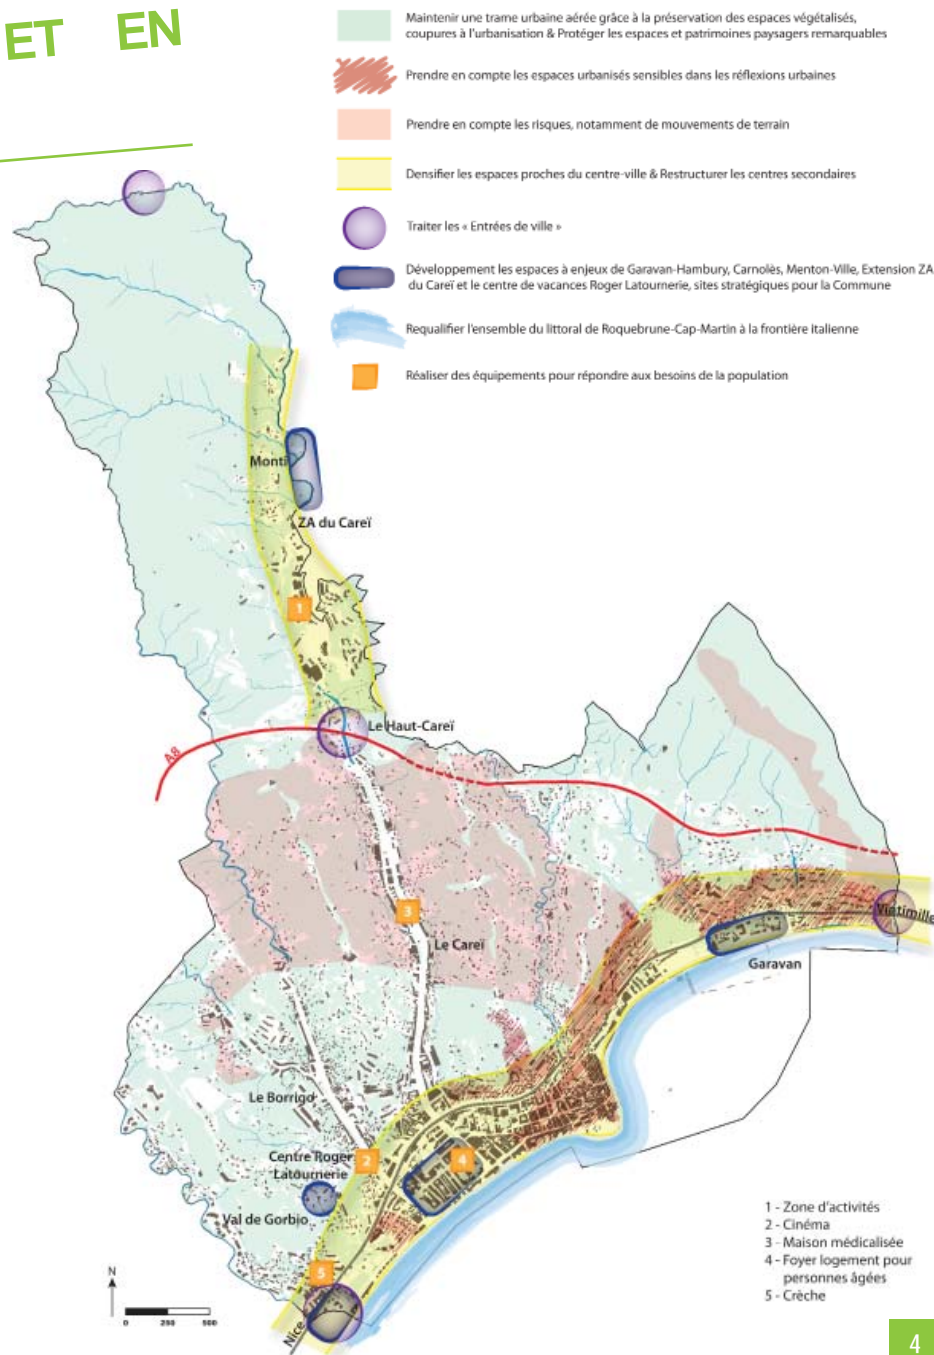 ET EN
Maintenir une trame urbaine aérée grâce à la préservation des espaces végétalisés,
coupures à l'urbanisation & Protéger les espaces et patrimoines paysagers remarquables
Prendre en compte les espaces urbanisés sensibles dans les réflexions urbaines
Prendre en compte les risques, notamment de mouvements de terrain
Densifier les espaces proches du centre-ville & Restructurer les centres secondaires
Traiter les « Entrées de ville »
Développement les espaces à enjeux de Garavan-Hambury, Carnolès, Menton-Ville, Extension ZA
du Careï et le centre de vacances Roger Latournerie, sites stratégiques pour la Commune
Requalifier l'ensemble du littoral de Roquebrune-Cap-Martin à la frontière italienne
Réaliser des équipements pour répondre aux besoins de la population
Monti
ZA du Careï
1
Le Haut-Careï
A8
3
Vintimille
Le Careï
Garavan
Le Borrigo
Centre Roger
Latournerie
2
4
Val de Gorbio
5
Nice
N
0 250 500
1 - Zone d'activités
2 - Cinéma
3 - Maison médicalisée
4 - Foyer logement pour
personnes âgées
5 - Crèche
4